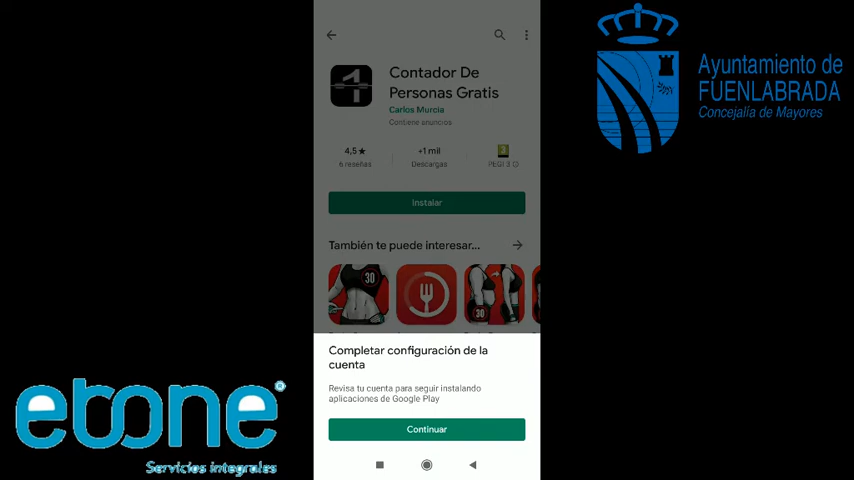 Contador De
Personas Gratis
Carlos Murcia
Contiene anuncios
4,5★
+1 mil
3
6 reseñas
Descargas
PEGI 3
Instalar
También te puede interesar...
30
30
Completar configuración de la
cuenta
Revisa tu cuenta para seguir instalando
aplicaciones de Google Play
Continuar
Ayuntamiento de
FUENLABRADA
Concejalía de Mayores
ebone
Servicios integrales